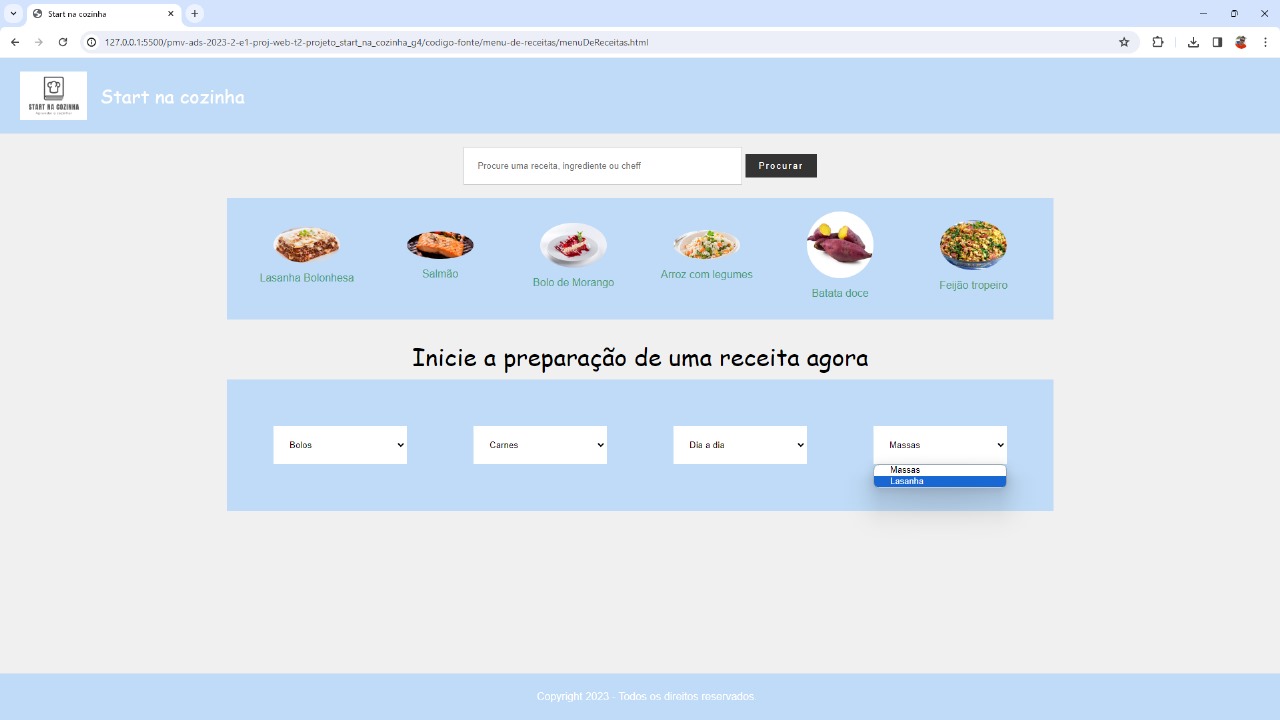 Start na cozinha
127.0.0.1:5500/pmv-ads-2023-2-e1-proj-web-t2-projeto_start_na_cozinha_g4/codigo-fonte/menu-de-receitas/menuDeReceitas.html
START NA COZINHA
Start na cozinha
Procure uma receita, ingrediente ou cheff
Procurar
Lasanha Bolonhesa
Salmão
Bolo de Morango
Arroz com legumes
Batata doce
Feijão tropeiro
Inicie a preparação de uma receita agora
Bolos
Carnes
Dia a dia
Massas
Massas
Lasanha
Copyright 2023 - Todos os direitos reservados